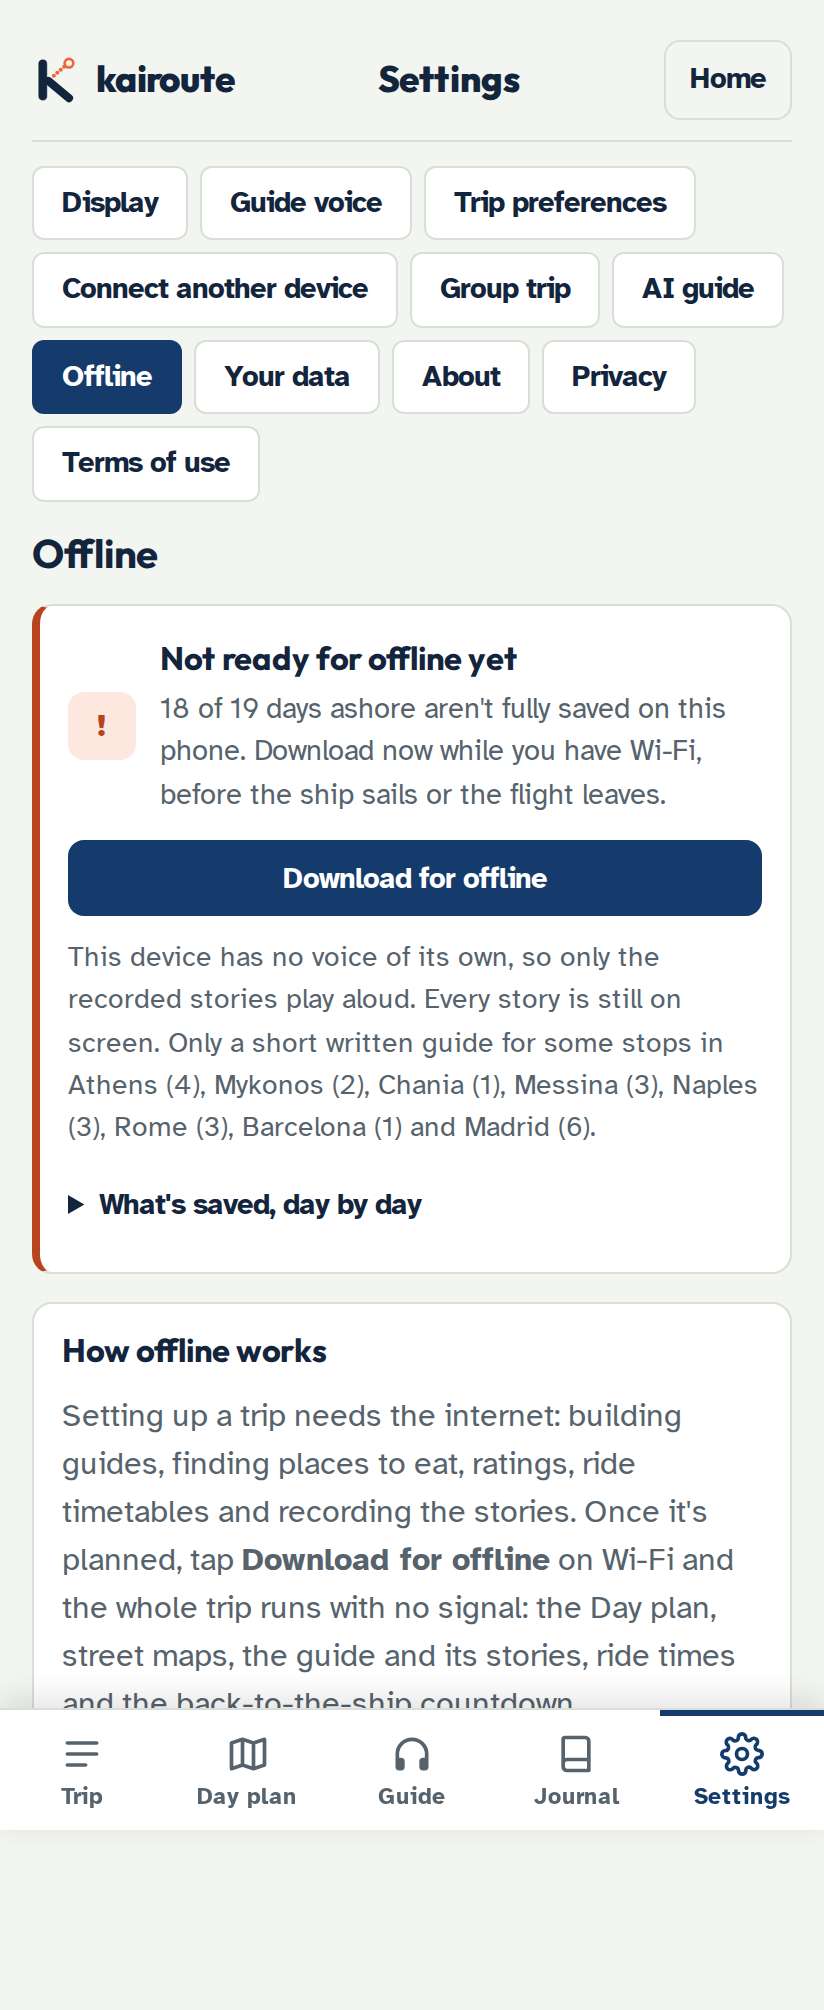 kairoute
Settings
Home
Display
Guide voice
Trip preferences
Connect another device
Group trip
AI guide
Offline
Your data
About
Privacy
Terms of use
Offline
Not ready for offline yet
!
18 of 19 days ashore aren't fully saved on this
phone. Download now while you have Wi-Fi,
before the ship sails or the flight leaves.
Download for offline
This device has no voice of its own, so only the
recorded stories play aloud. Every story is still on
screen. Only a short written guide for some stops in
Athens (4), Mykonos (2), Chania (1), Messina (3), Naples
(3), Rome (3), Barcelona (1) and Madrid (6).
What's saved, day by day
How offline works
Setting up a trip needs the internet: building
guides, finding places to eat, ratings, ride
timetables and recording the stories. Once it's
planned, tap Download for offline on Wi-Fi and
the whole trip runs with no signal: the Day plan,
street maps, the guide and its stories, ride times
and the back-to-the-ship countdown
Trip
Day plan
Guide
Journal
Settings